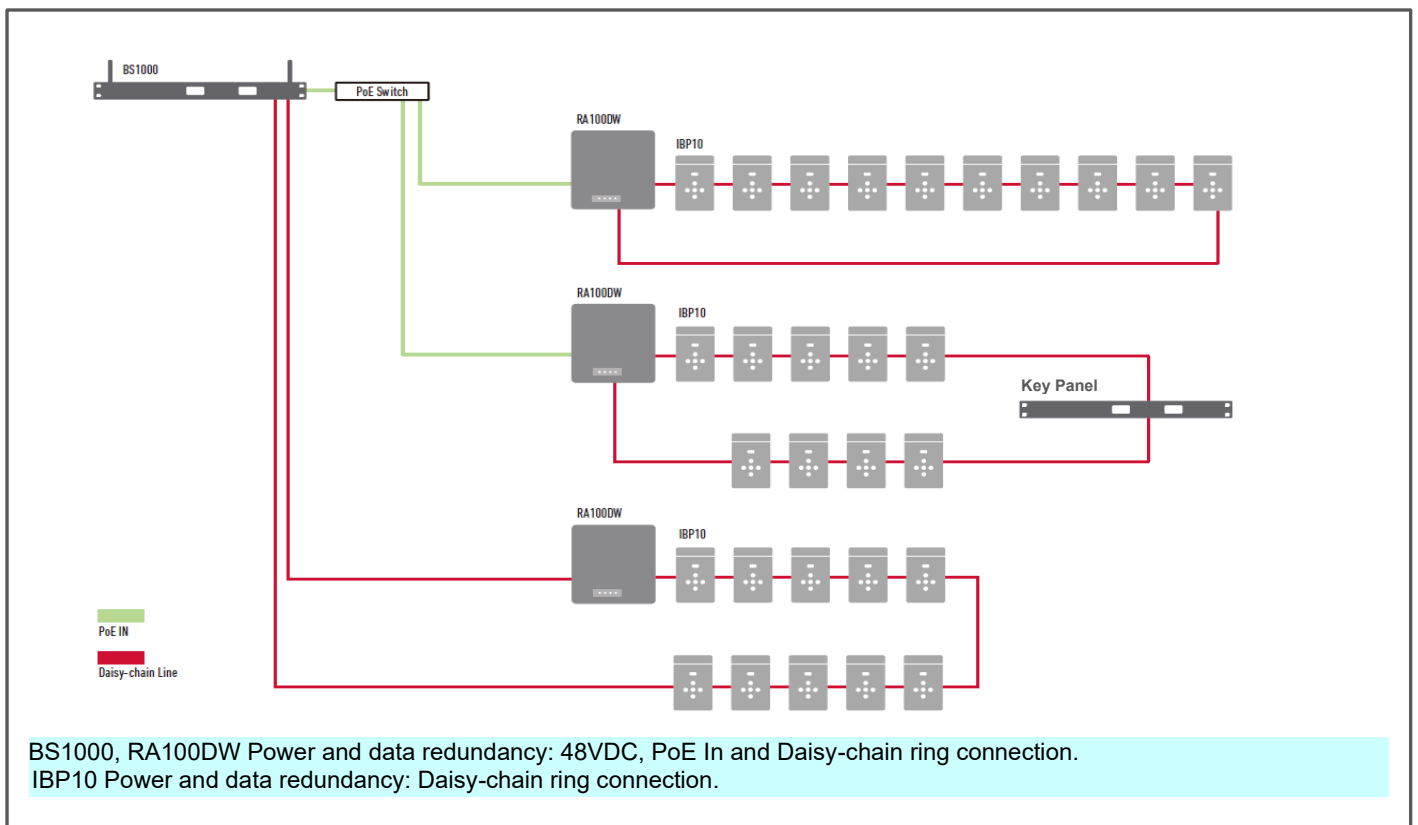 BS1000
PoE Switch
RA100DW
IBP10
RA100DW
IBP10
Key Panel
RA100DW
IBP10
PoE IN
Daisy-chain Line
BS1000, RA100DW Power and data redundancy: 48VDC, PoE In and Daisy-chain ring connection.
IBP10 Power and data redundancy: Daisy-chain ring connection.